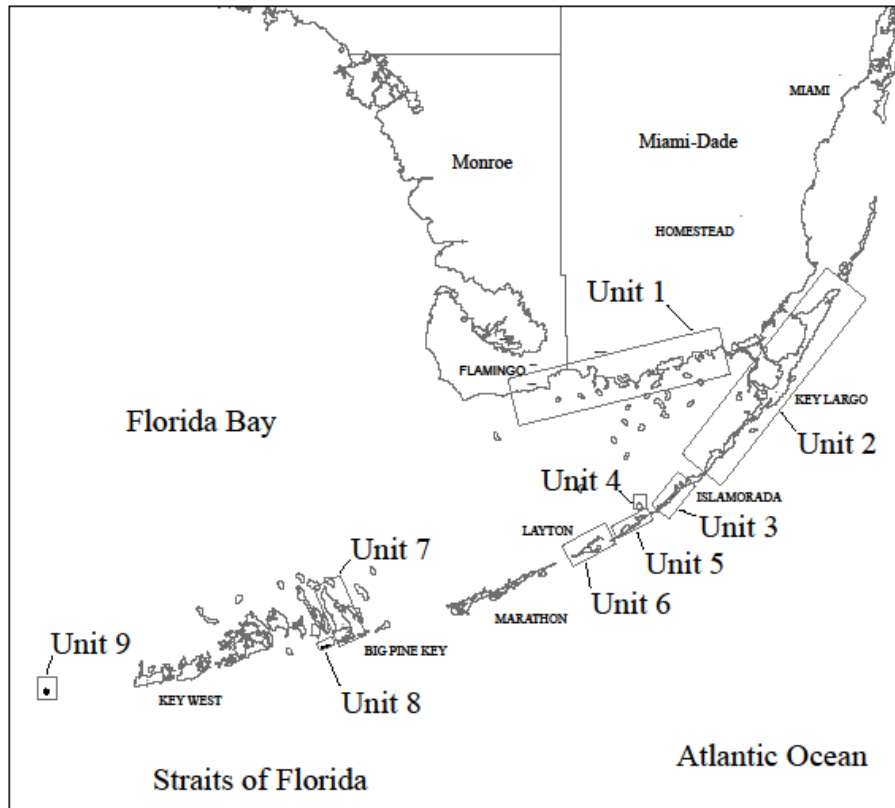 MIAMI
Miami-Dade
Monroe
HOMESTEAD
Unit 1
FLAMINGO
KEY LARGO
Florida Bay
Unit 2
Unit 4
ISLAMORADA
Unit 3
LAYTON
Unit 5
Unit 7
Unit 6
MARATHON
BIG PINE KEY
Unit 9
KEY WEST
Unit 8
Atlantic Ocean
Straits of Florida